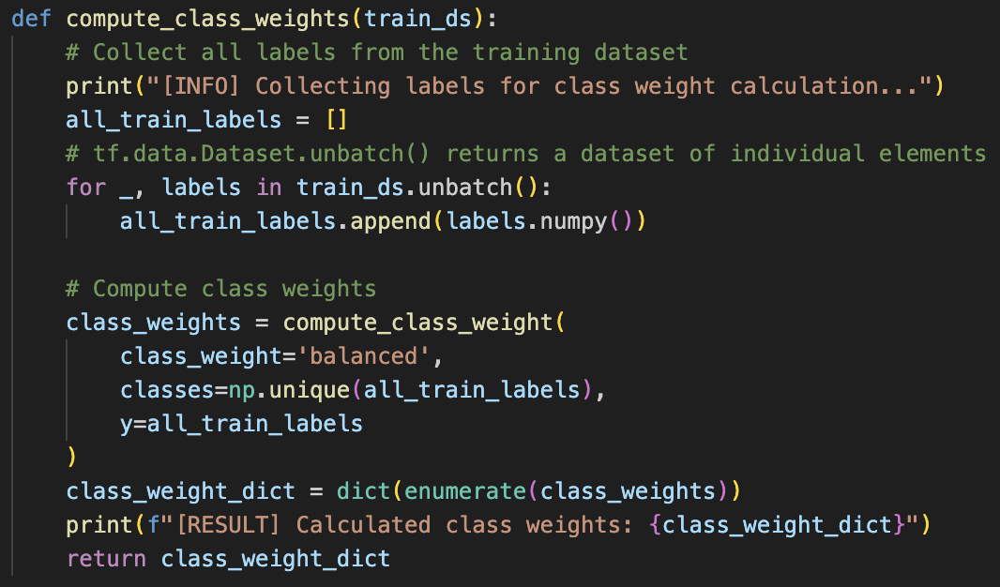 def compute_class_weights(train_ds):
    # Collect all labels from the training dataset
    print("[INFO] Collecting labels for class weight calculation...")
    all_train_labels = []
    # tf.data.Dataset.unbatch() returns a dataset of individual elements
    for _, labels in train_ds.unbatch():
        all_train_labels.append(labels.numpy())

    # Compute class weights
    class_weights = compute_class_weight(
        class_weight='balanced',
        classes=np.unique(all_train_labels),
        y=all_train_labels
    )
    class_weight_dict = dict(enumerate(class_weights))
    print(f"[RESULT] Calculated class weights: {class_weight_dict}")
    return class_weight_dict